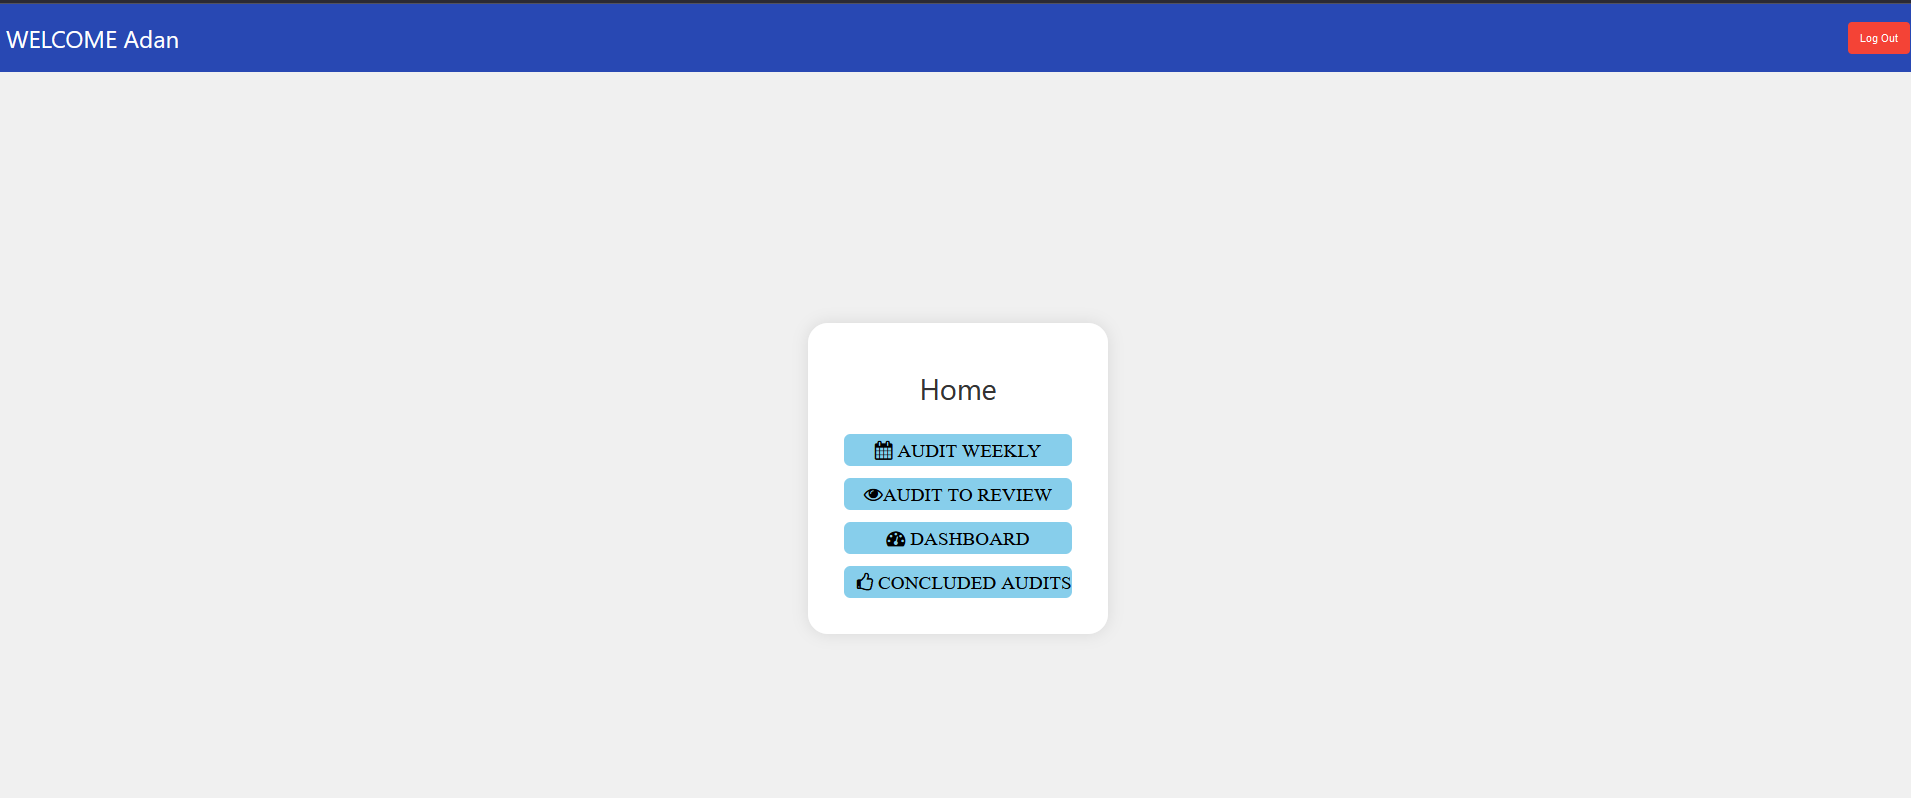 WELCOME Adan
Log Out
Home
AUDIT WEEKLY
AUDIT TO REVIEW
DASHBOARD
CONCLUDED AUDITS